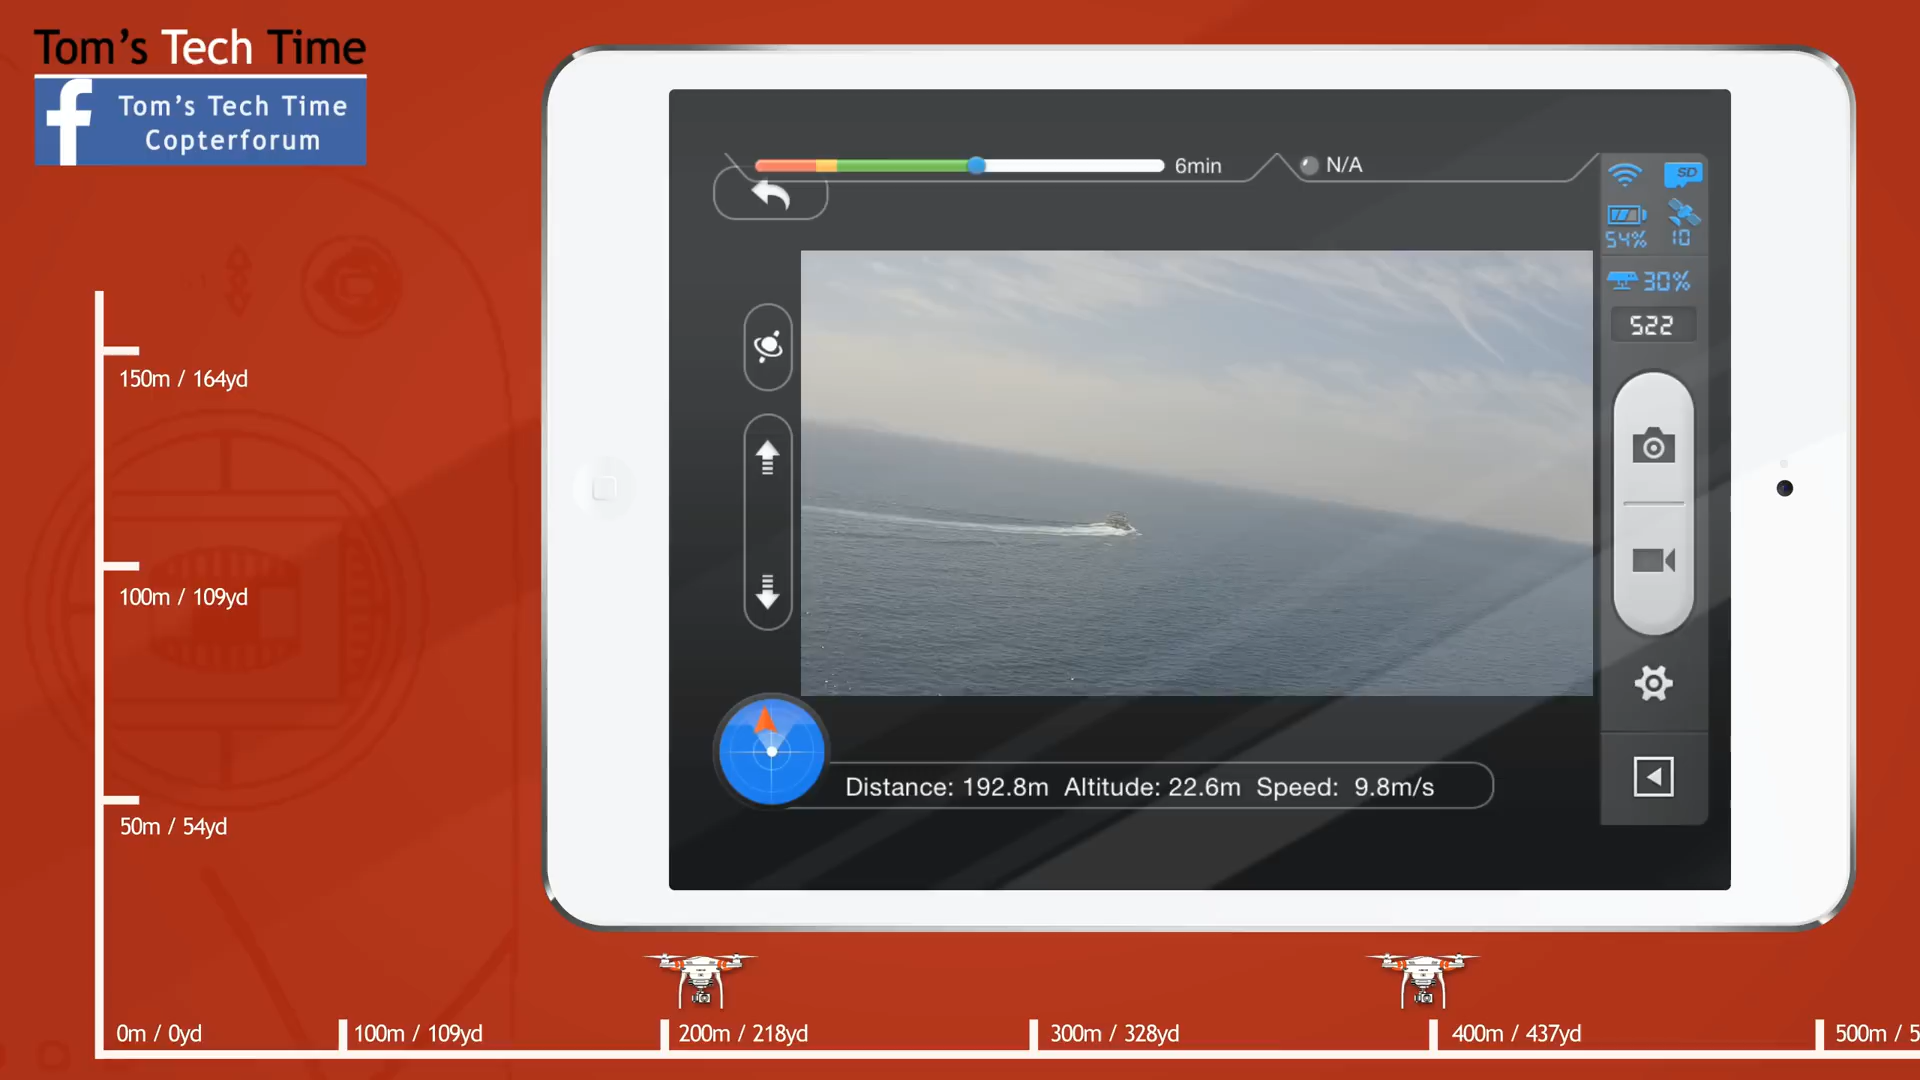 Tom's Tech Time
f Tom's Tech Time
Copterforum
6min
N/A
SD
54%
10
30%
522
150m / 164yd
100m / 109yd
50m / 54yd
Distance: 192.8m Altitude: 22.6m Speed: 9.8m/s
0m / 0yd
100m / 109yd
200m / 218yd
300m / 328yd
400m / 437yd
500m / 5